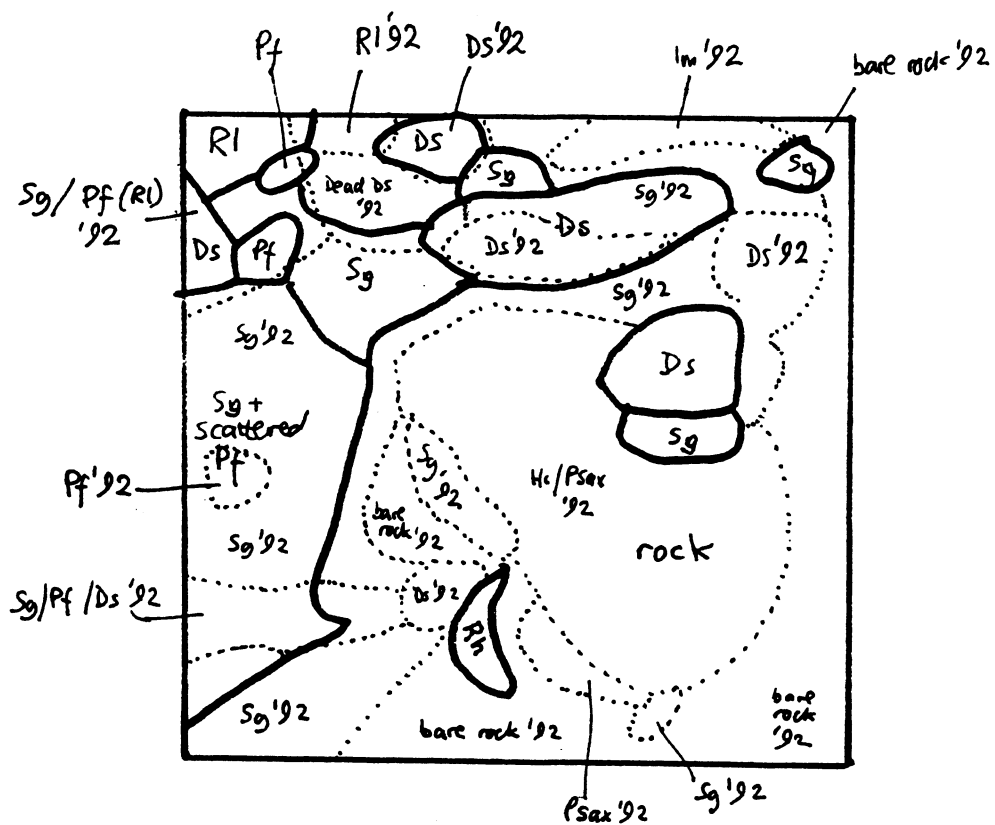 Pf
Rl '92
Ds '92
lm '92
bare rock '92
Rl
Ds
Sg
Sg
Sg/Pf(Rl)
'92
Dead Ds
'92
Sg '92
Ds
Ds '92
Ds '92
Ds
Pf
Sg
Sg '92
Sg '92
Ds
Sg +
scattered
Pf
Sg
Pf '92
Sg
'92
Hc/Psax
'92
bare
rock '92
Sg '92
rock
Sg/Pf/Ds '92
Ds '92
Rh
Sg '92
bare rock '92
bare
rock
'92
Psax '92
Sg '92